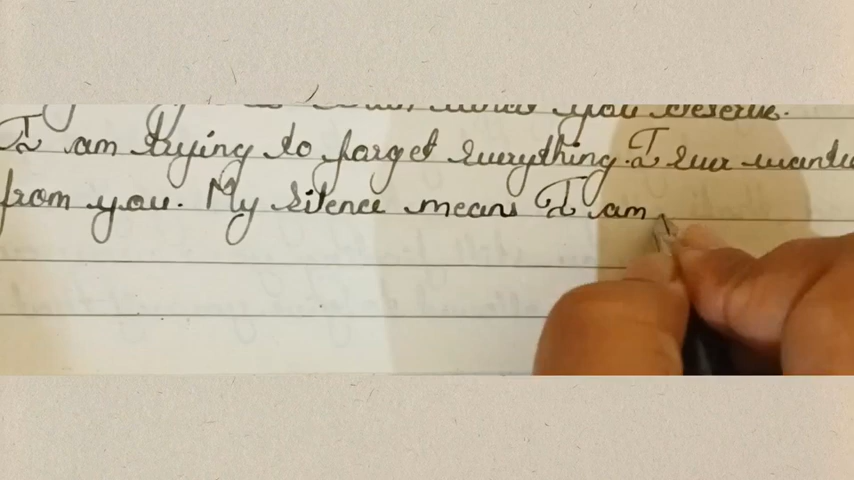 you deserve.
I am trying to forget everything. I ever wanted
from you. My silence means I am